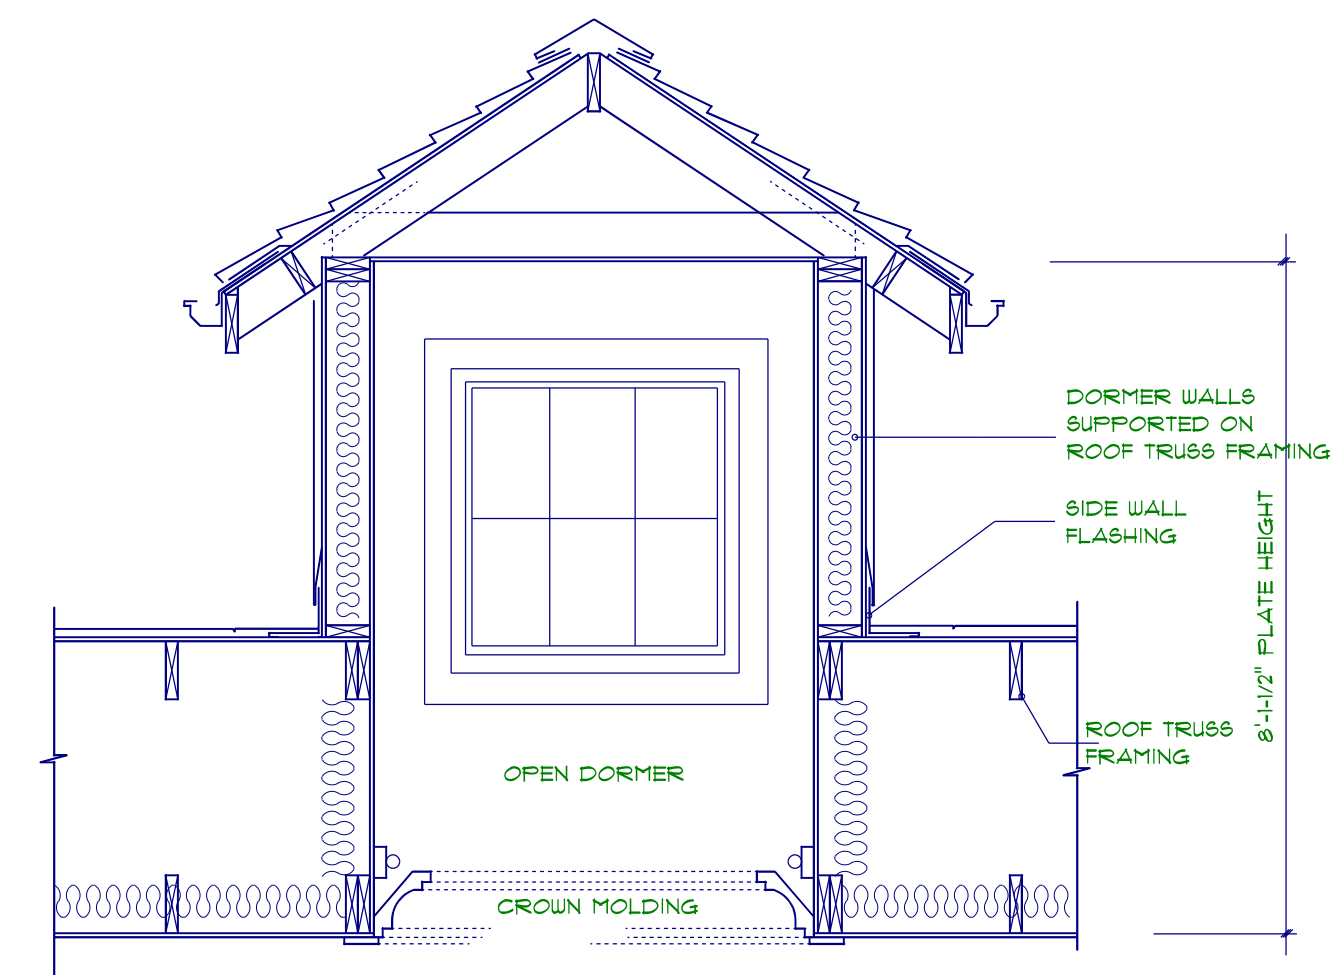 DORMER WALLS
SUPPORTED ON
ROOF TRUSS FRAMING
SIDE WALL
FLASHING
8'-1-1/2" PLATE HEIGHT
ROOF TRUSS
FRAMING
OPEN DORMER
CROWN MOLDING